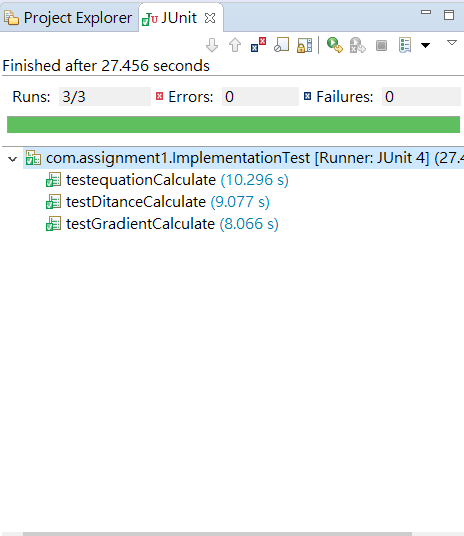 Project Explorer JUnit
Finished after 27.456 seconds
Runs: 3/3 Errors: 0 Failures: 0
com.assignment1.ImplementationTest [Runner: JUnit 4] (27.4
testequationCalculate (10.296 s)
testDitanceCalculate (9.077 s)
testGradientCalculate (8.066 s)